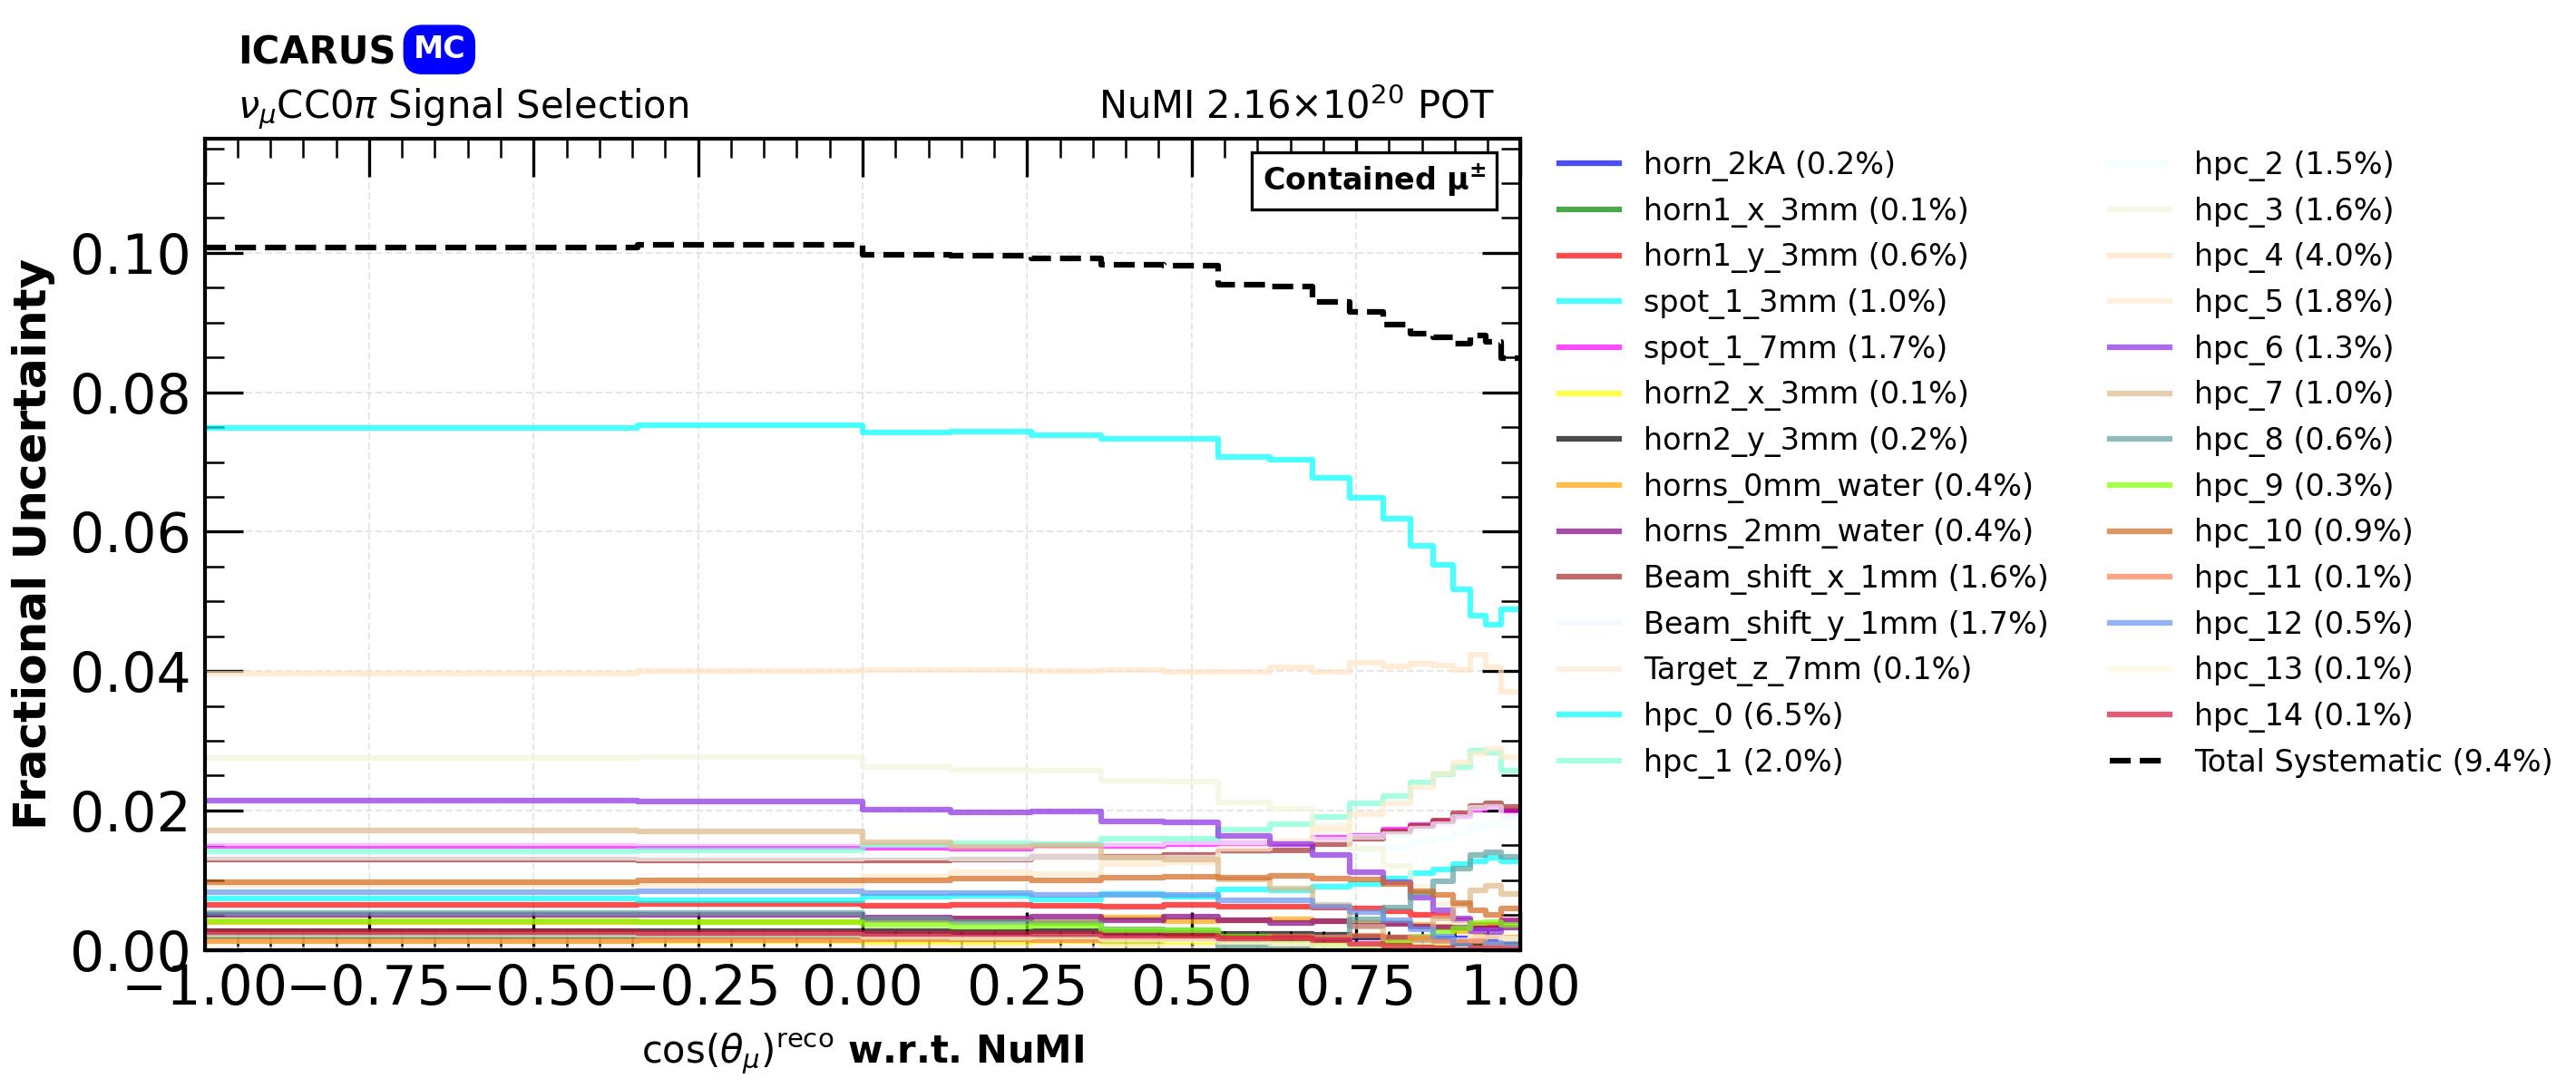 ICARUS MC
νμCC0π Signal Selection
NuMI 2.16×10²⁰ POT
Contained μ±
Fractional Uncertainty
0.10
0.08
0.06
0.04
0.02
0.00
−1.00 −0.75 −0.50 −0.25 0.00 0.25 0.50 0.75 1.00
cos(θμ)reco w.r.t. NuMI
horn_2kA (0.2%)
horn1_x_3mm (0.1%)
horn1_y_3mm (0.6%)
spot_1_3mm (1.0%)
spot_1_7mm (1.7%)
horn2_x_3mm (0.1%)
horn2_y_3mm (0.2%)
horns_0mm_water (0.4%)
horns_2mm_water (0.4%)
Beam_shift_x_1mm (1.6%)
Beam_shift_y_1mm (1.7%)
Target_z_7mm (0.1%)
hpc_0 (6.5%)
hpc_1 (2.0%)
hpc_2 (1.5%)
hpc_3 (1.6%)
hpc_4 (4.0%)
hpc_5 (1.8%)
hpc_6 (1.3%)
hpc_7 (1.0%)
hpc_8 (0.6%)
hpc_9 (0.3%)
hpc_10 (0.9%)
hpc_11 (0.1%)
hpc_12 (0.5%)
hpc_13 (0.1%)
hpc_14 (0.1%)
Total Systematic (9.4%)